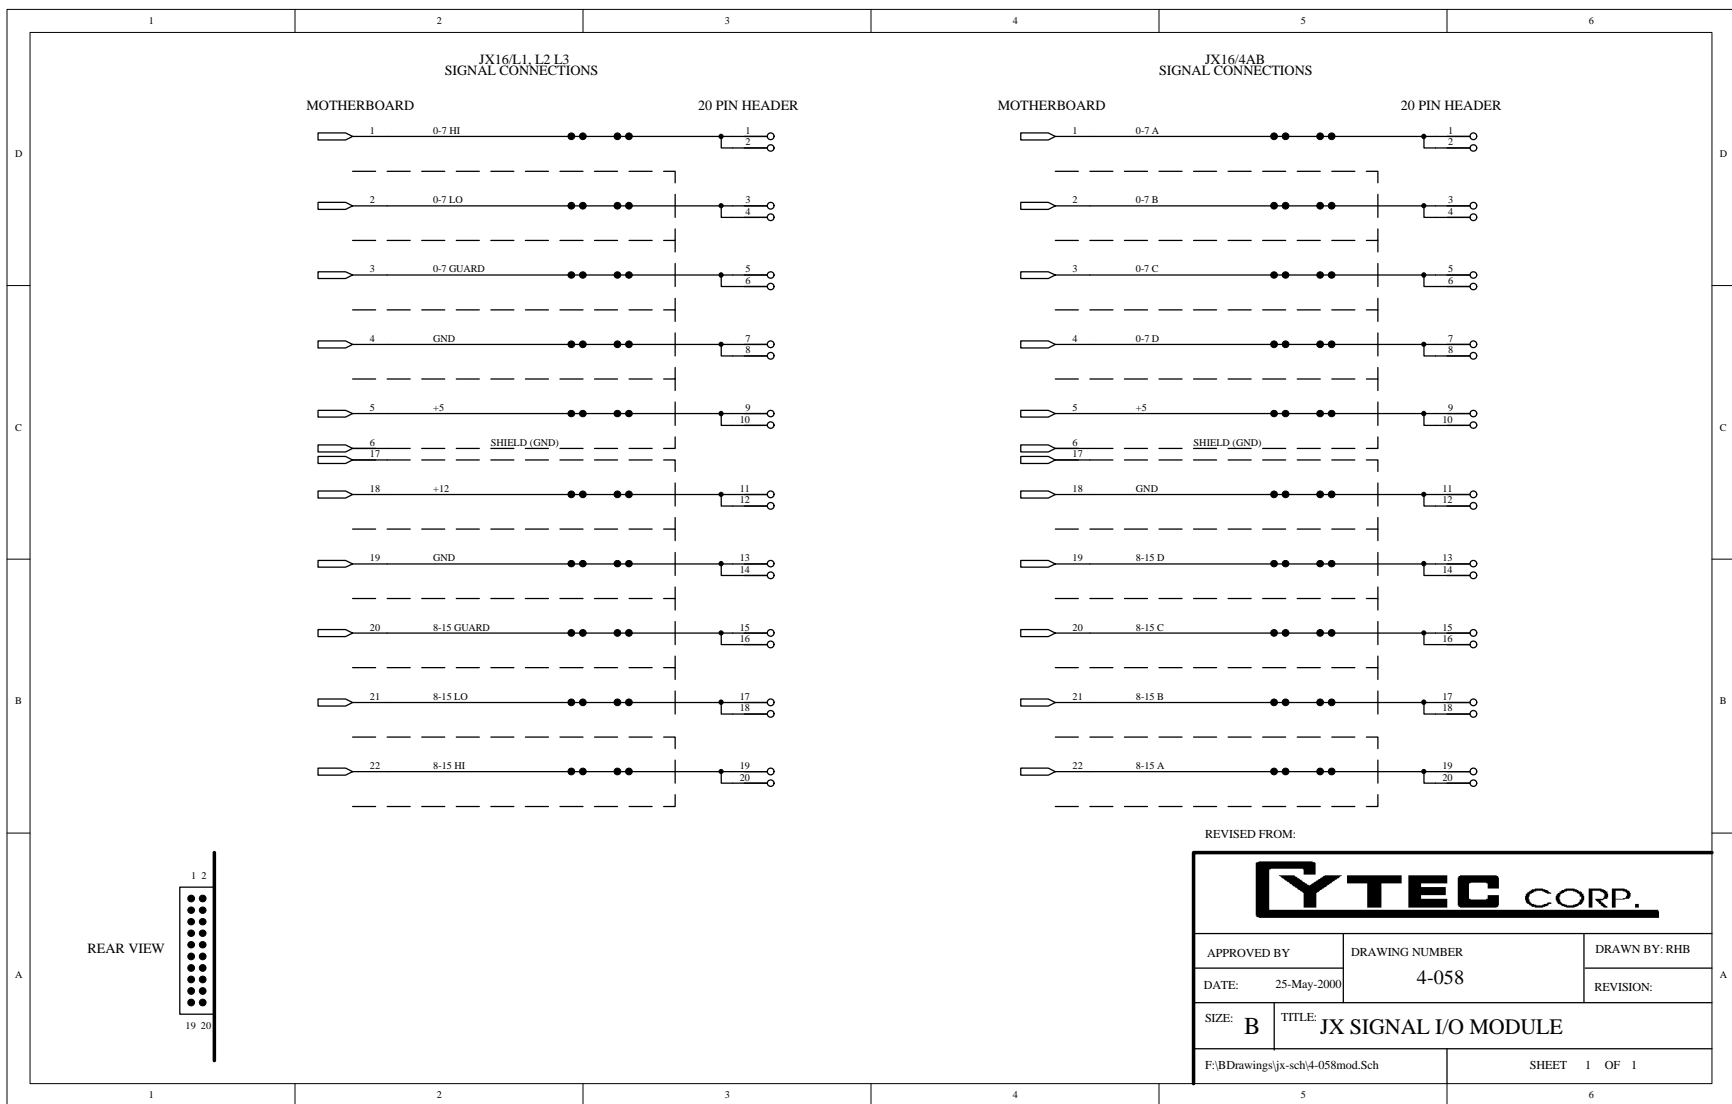 1 2 3 4 5 6
JX16/L1, L2 L3
SIGNAL CONNECTIONS
MOTHERBOARD 20 PIN HEADER
1 0-7 HI 1
2
D
2 0-7 LO 3
4
3 0-7 GUARD 5
6
4 GND 7
8
5 +5 9
10
C
6 SHIELD (GND)
17
18 +12 11
12
19 GND 13
14
20 8-15 GUARD 15
16
21 8-15 LO 17
18
B
22 8-15 HI 19
20
JX16/4AB
SIGNAL CONNECTIONS
MOTHERBOARD 20 PIN HEADER
1 0-7 A 1
2
D
2 0-7 B 3
4
3 0-7 C 5
6
4 0-7 D 7
8
5 +5 9
10
C
6 SHIELD (GND)
17
18 GND 11
12
19 8-15 D 13
14
20 8-15 C 15
16
21 8-15 B 17
18
B
22 8-15 A 19
20
1 2
REAR VIEW
19 20
A
REVISED FROM:
CYTEC CORP.
APPROVED BY
DRAWING NUMBER
4-058
DRAWN BY: RHB
DATE: 25-May-2000
REVISION:
A
SIZE: B TITLE: JX SIGNAL I/O MODULE
F:\BDrawings\jx-sch\4-058mod.Sch SHEET 1 OF 1
1 2 3 4 5 6